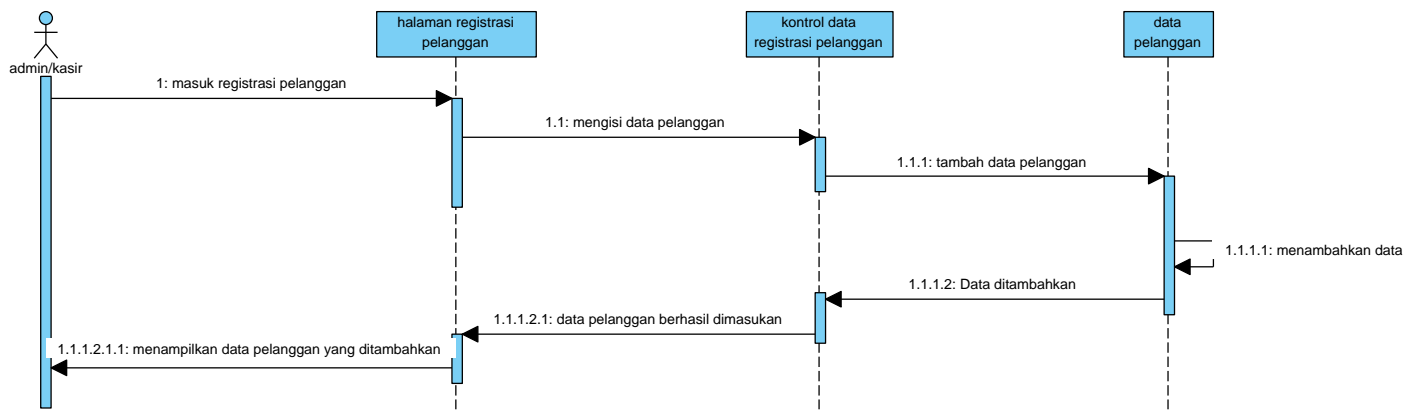 halaman registrasi
pelanggan
kontrol data
registrasi pelanggan
data
pelanggan
admin/kasir
1: masuk registrasi pelanggan
1.1: mengisi data pelanggan
1.1.1: tambah data pelanggan
1.1.1.1: menambahkan data
1.1.1.2: Data ditambahkan
1.1.1.2.1: data pelanggan berhasil dimasukan
1.1.1.2.1.1: menampilkan data pelanggan yang ditambahkan